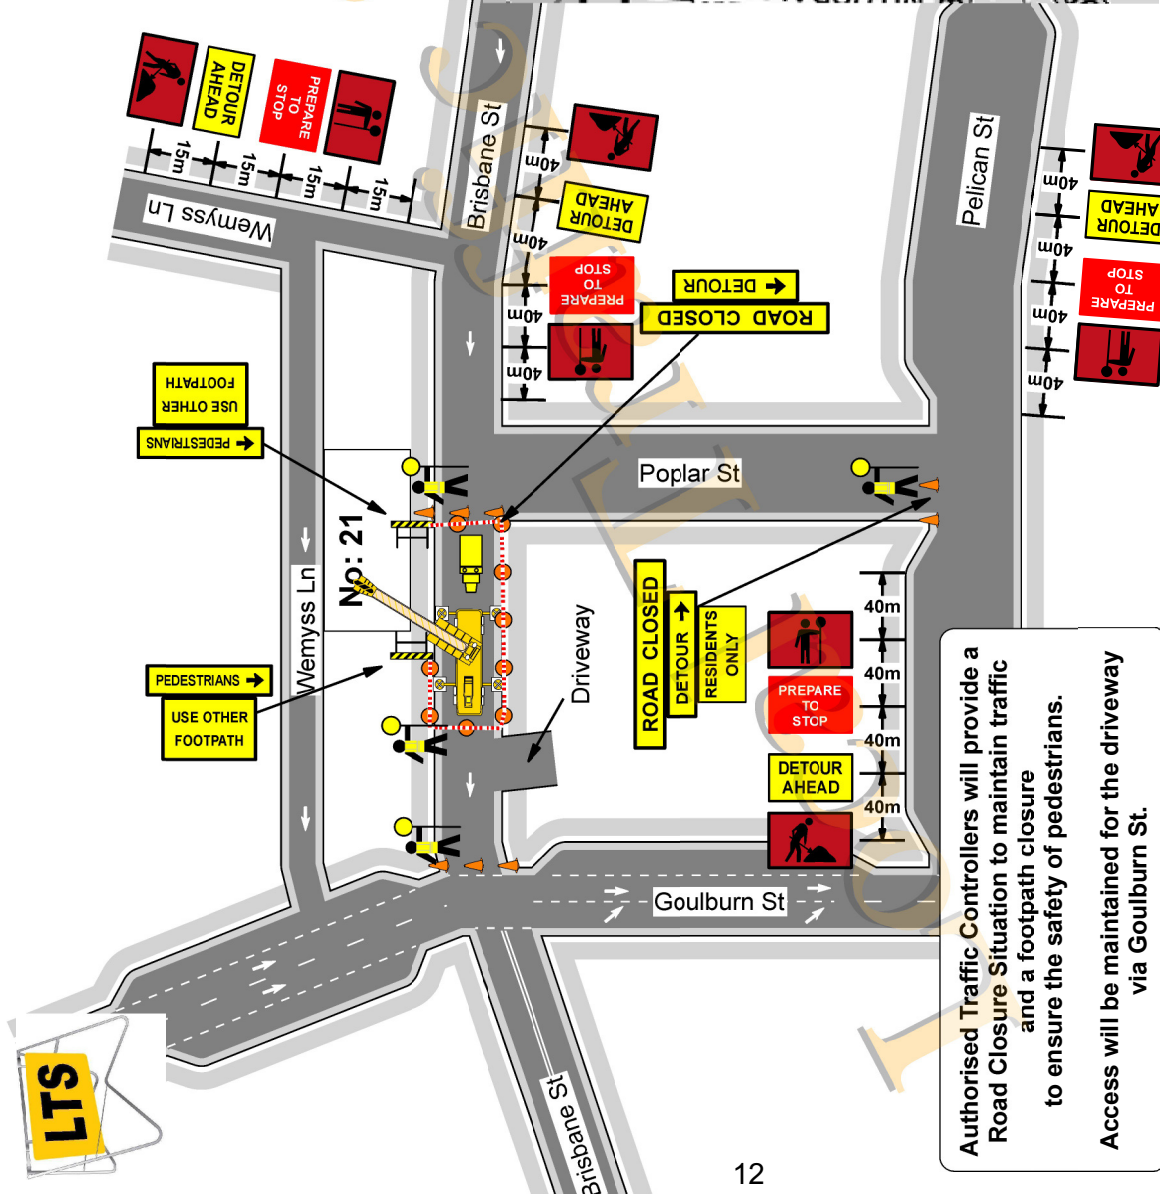 DETOUR
AHEAD
PREPARE
TO
STOP
15m
15m
15m
15m
Wemyss Ln
Brisbane St
40m
40m
40m
40m
DETOUR
AHEAD
PREPARE
TO
STOP
DETOUR
ROAD CLOSED
Pelican St
40m
40m
40m
40m
DETOUR
AHEAD
PREPARE
TO
STOP
USE OTHER
FOOTPATH
PEDESTRIANS
Poplar St
No: 21
Wemyss Ln
PEDESTRIANS
USE OTHER
FOOTPATH
Driveway
ROAD CLOSED
DETOUR
RESIDENTS
ONLY
PREPARE
TO
STOP
DETOUR
AHEAD
40m
40m
40m
40m
Goulburn St
Brisbane St
LTS
Authorised Traffic Controllers will provide a
Road Closure Situation to maintain traffic
and a footpath closure
to ensure the safety of pedestrians.
Access will be maintained for the driveway
via Goulburn St.
12